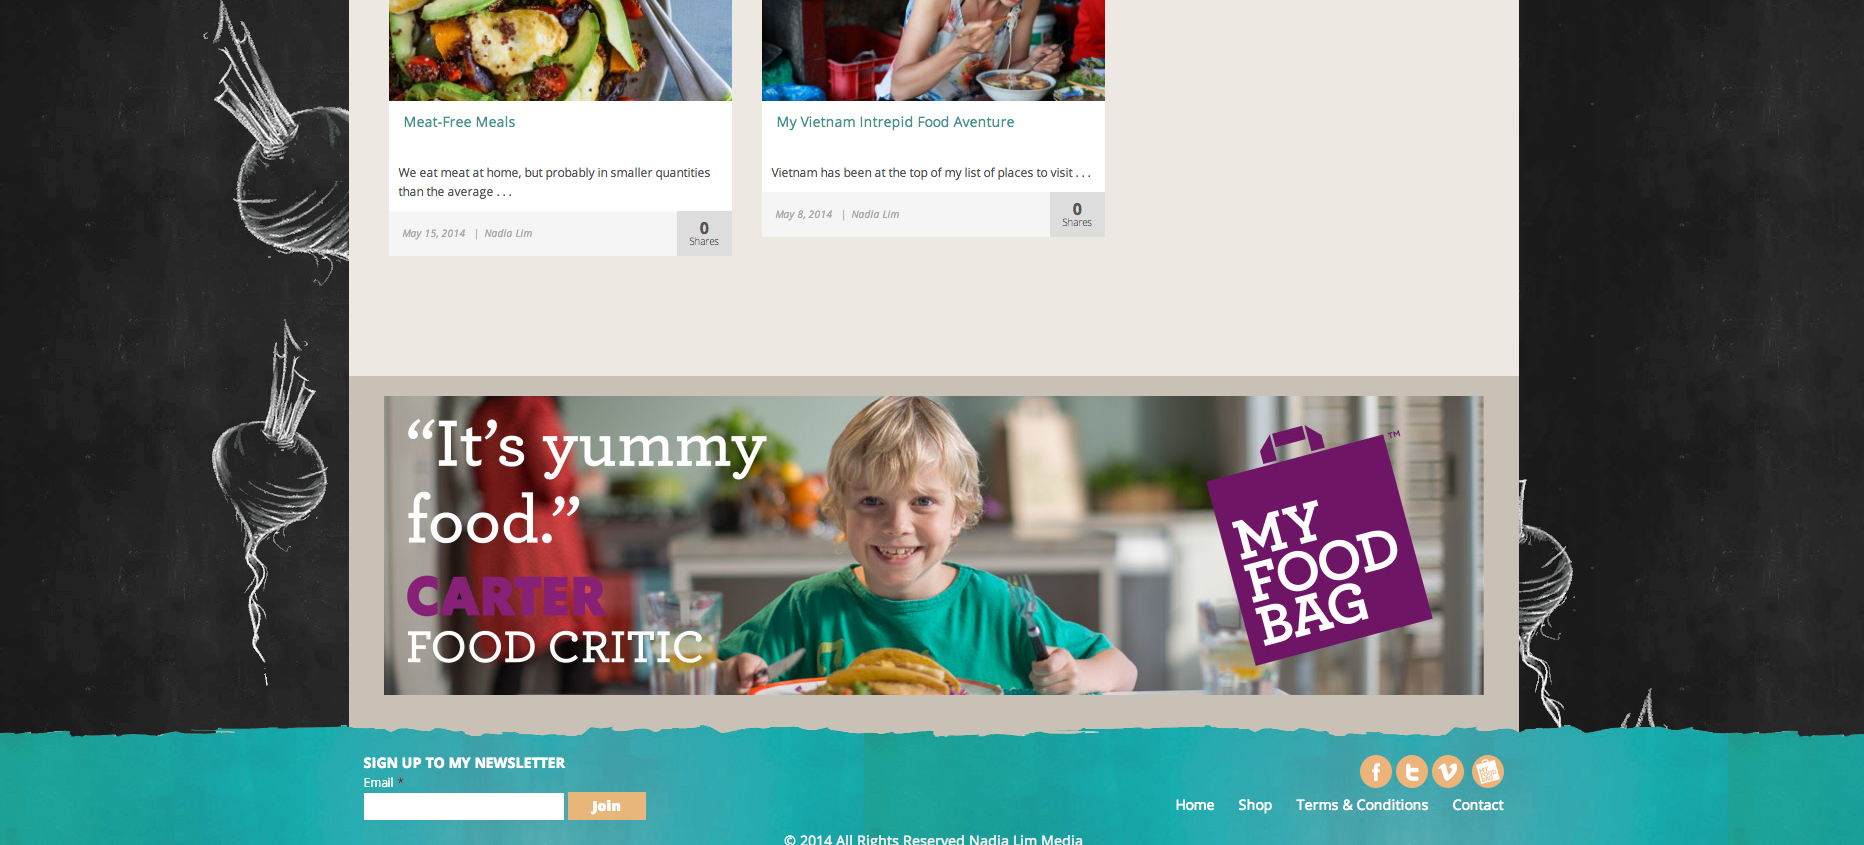 Meat-Free Meals
We eat meat at home, but probably in smaller quantities
than the average . . .
May 15, 2014 | Nadia Lim
0
Shares
My Vietnam Intrepid Food Aventure
Vietnam has been at the top of my list of places to visit . . .
May 8, 2014 | Nadia Lim
0
Shares
“It’s yummy
food.”
CARTER
FOOD CRITIC
MY
FOOD
BAG
™
SIGN UP TO MY NEWSLETTER
Email *
Join
MY
FOOD
BAG
Home Shop Terms & Conditions Contact
© 2014 All Rights Reserved Nadia Lim Media